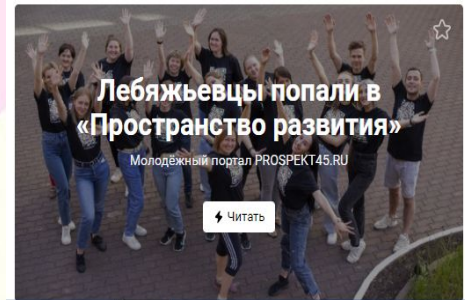 Лебяжьевцы попали в
«Пространство развития»
Молодёжный портал PROSPEKT45.RU
Читать